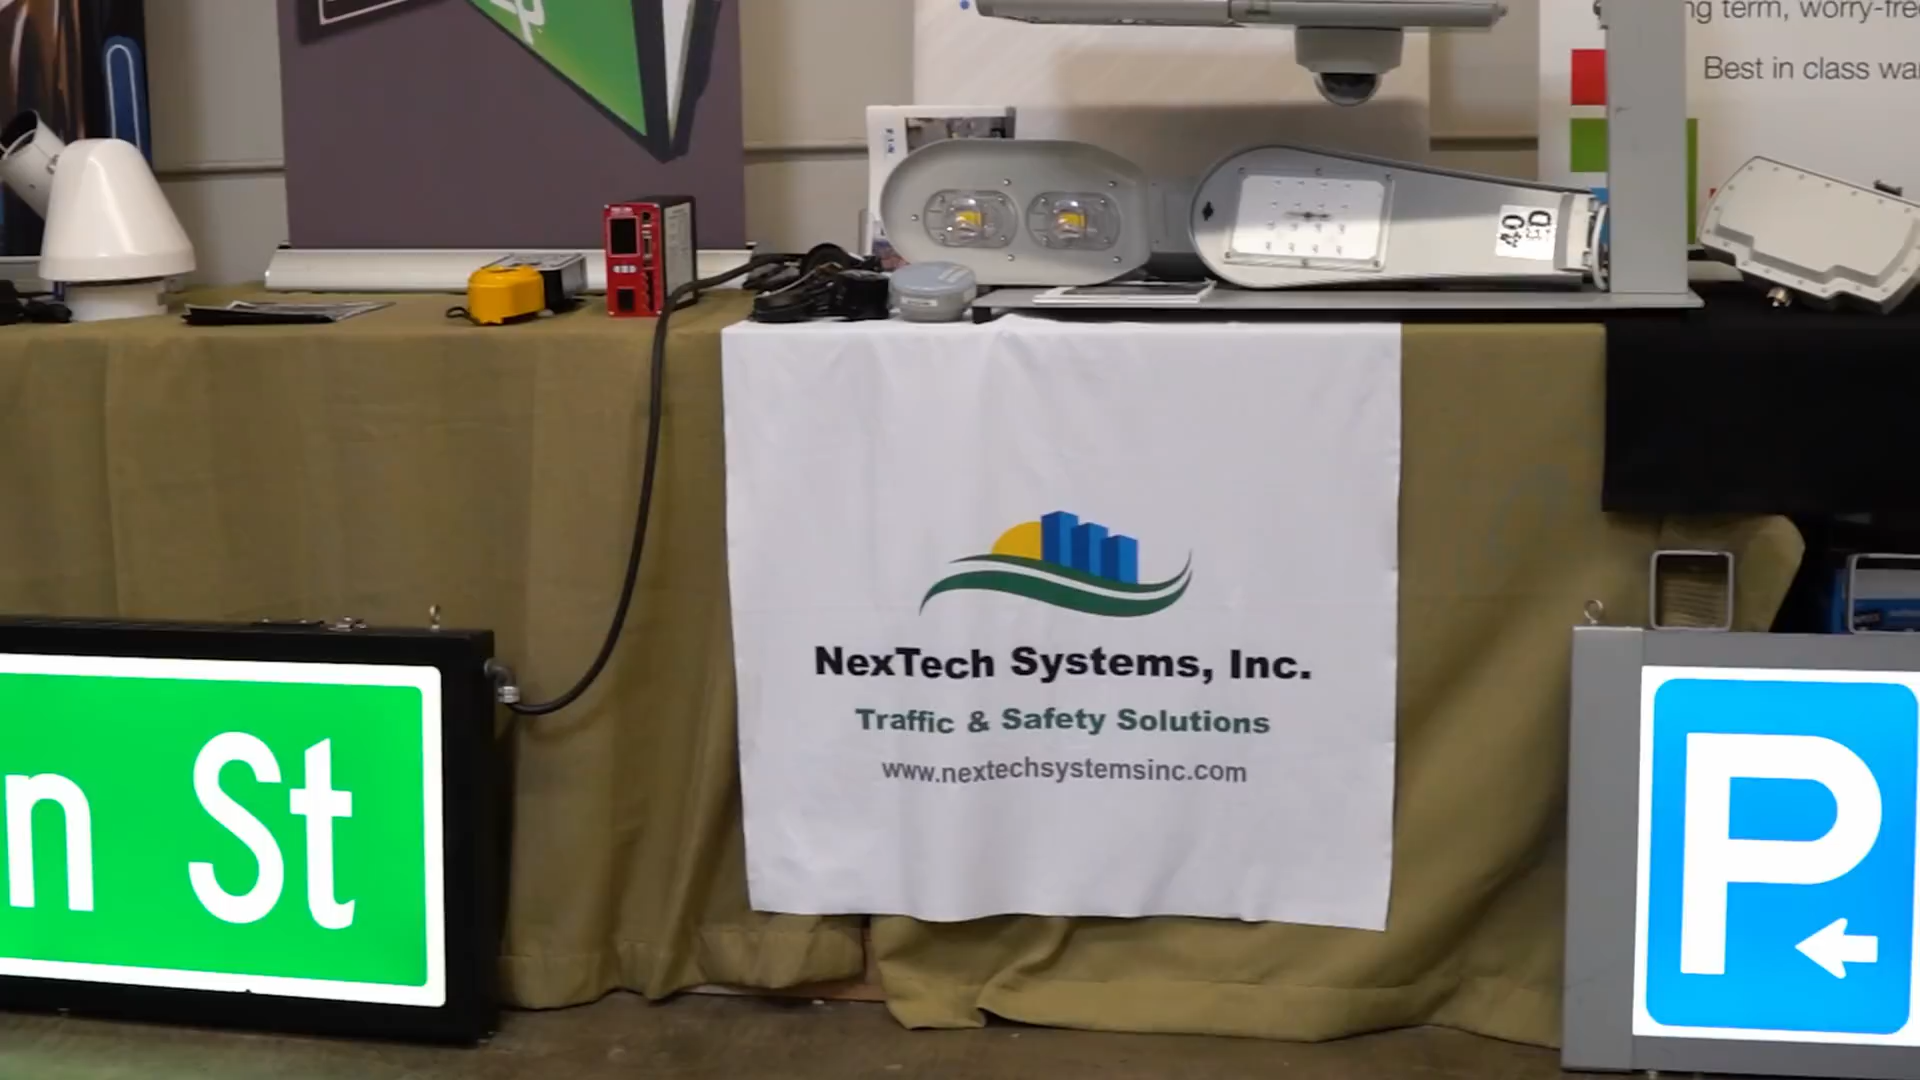 ng term, worry-fre
Best in class wa
NexTech Systems, Inc.
Traffic & Safety Solutions
www.nextechsystemsinc.com
n St
P